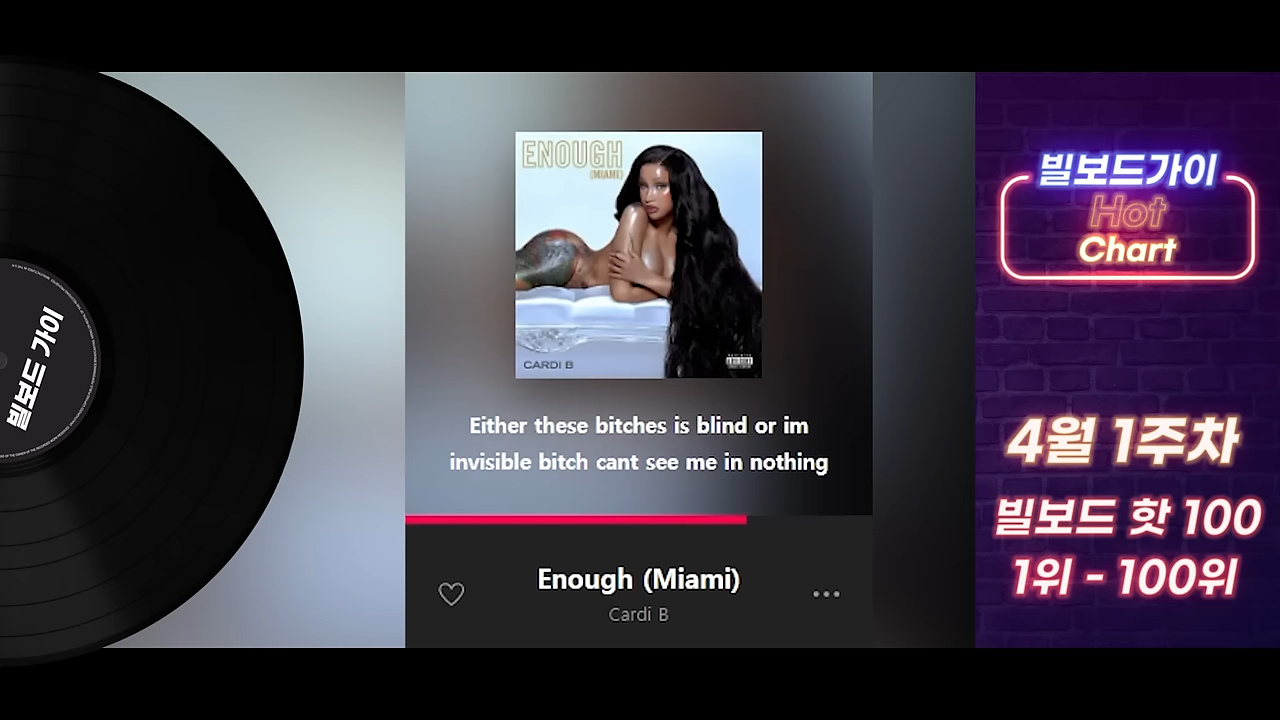 빌보드 가이
ENOUGH
(MIAMI)
CARDI B
Either these bitches is blind or im
invisible bitch cant see me in nothing
Enough (Miami)
Cardi B
빌보드가이
Hot
Chart
4월 1주차
빌보드 핫 100
1위 - 100위